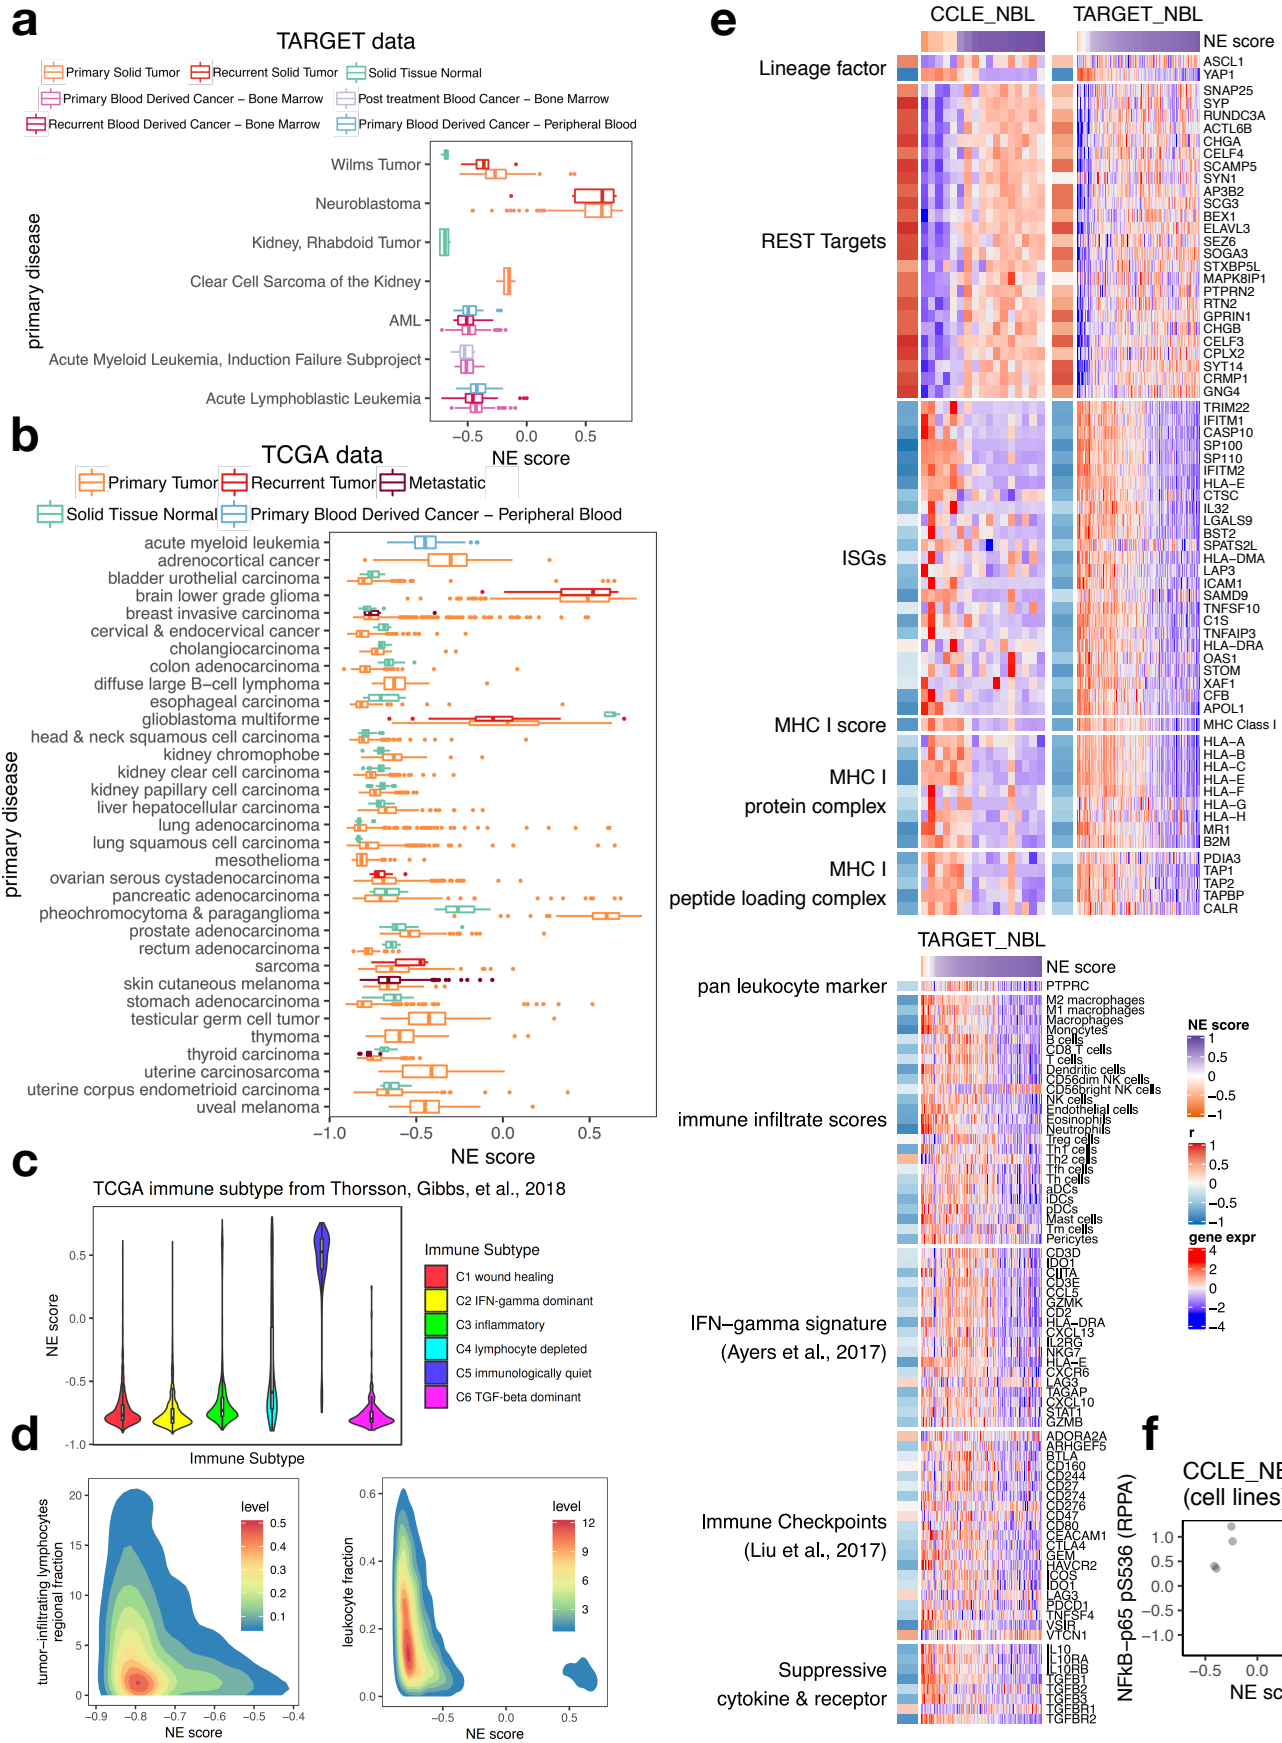 a
TARGET data
Primary Solid Tumor
Recurrent Solid Tumor
Solid Tissue Normal
Primary Blood Derived Cancer – Bone Marrow
Post treatment Blood Cancer – Bone Marrow
Recurrent Blood Derived Cancer – Bone Marrow
Primary Blood Derived Cancer – Peripheral Blood
primary disease
Wilms Tumor
Neuroblastoma
Kidney, Rhabdoid Tumor
Clear Cell Sarcoma of the Kidney
AML
Acute Myeloid Leukemia, Induction Failure Subproject
Acute Lymphoblastic Leukemia
−0.5 0.0 0.5
NE score
b
TCGA data
Primary Tumor
Recurrent Tumor
Metastatic
Solid Tissue Normal
Primary Blood Derived Cancer – Peripheral Blood
primary disease
acute myeloid leukemia
adrenocortical cancer
bladder urothelial carcinoma
brain lower grade glioma
breast invasive carcinoma
cervical & endocervical cancer
cholangiocarcinoma
colon adenocarcinoma
diffuse large B−cell lymphoma
esophageal carcinoma
glioblastoma multiforme
head & neck squamous cell carcinoma
kidney chromophobe
kidney clear cell carcinoma
kidney papillary cell carcinoma
liver hepatocellular carcinoma
lung adenocarcinoma
lung squamous cell carcinoma
mesothelioma
ovarian serous cystadenocarcinoma
pancreatic adenocarcinoma
pheochromocytoma & paraganglioma
prostate adenocarcinoma
rectum adenocarcinoma
sarcoma
skin cutaneous melanoma
stomach adenocarcinoma
testicular germ cell tumor
thymoma
thyroid carcinoma
uterine carcinosarcoma
uterine corpus endometrioid carcinoma
uveal melanoma
−1.0 −0.5 0.0 0.5
NE score
c
TCGA immune subtype from Thorsson, Gibbs, et al., 2018
NE score
0.5
0.0
-0.5
-1.0
Immune Subtype
Immune Subtype
C1 wound healing
C2 IFN-gamma dominant
C3 inflammatory
C4 lymphocyte depleted
C5 immunologically quiet
C6 TGF-beta dominant
d
tumor−infiltrating lymphocytes
regional fraction
20
15
10
5
0
level
0.5
0.4
0.3
0.2
0.1
−0.9 −0.8 −0.7 −0.6 −0.5 −0.4
NE score
leukocyte fraction
0.6
0.4
0.2
0.0
level
12
9
6
3
−0.5 0.0 0.5
NE score
e
CCLE_NBL
TARGET_NBL
NE score
Lineage factor
ASCL1
YAP1
REST Targets
SNAP25
SYP
RUNDC3A
ACTL6B
CHGA
CELF4
SCAMP5
SYN1
AP3B2
SCG3
BEX1
ELAVL3
SEZ6
SOGA3
STXBP5L
MAPK8IP1
PTPRN2
RTN2
GPRIN1
CHGB
CELF3
CPLX2
SYT14
CRMP1
GNG4
ISGs
TRIM22
IFITM1
CASP10
SP100
SP110
IFITM2
HLA−E
CTSC
IL32
LGALS9
BST2
SPATS2L
HLA−DMA
LAP3
ICAM1
SAMD9
TNFSF10
C1S
TNFAIP3
HLA−DRA
OAS1
STOM
XAF1
CFB
APOL1
MHC I score
MHC Class I
MHC I
protein complex
HLA−A
HLA−B
HLA−C
HLA−E
HLA−F
HLA−G
HLA−H
MR1
B2M
MHC I
peptide loading complex
PDIA3
TAP1
TAP2
TAPBP
CALR
TARGET_NBL
NE score
pan leukocyte marker
PTPRC
immune infiltrate scores
M2 macrophages
M1 macrophages
Macrophages
Monocytes
B cells
CD8 T cells
T cells
Dendritic cells
CD56dim NK cells
CD56bright NK cells
NK cells
Endothelial cells
Eosinophils
Neutrophils
Treg cells
Th1 cells
Th2 cells
Tfh cells
Th cells
aDCs
iDCs
pDCs
Mast cells
Tm cells
Pericytes
IFN−gamma signature
(Ayers et al., 2017)
CD3D
IDO1
CIITA
CD3E
CCL5
GZMK
CD2
HLA−DRA
CXCL13
IL2RG
NKG7
HLA−E
CXCR6
LAG3
TAGAP
CXCL10
STAT1
GZMB
Immune Checkpoints
(Liu et al., 2017)
ADORA2A
ARHGEF5
BTLA
CD160
CD244
CD27
CD274
CD276
CD47
CD80
CEACAM1
CTLA4
GEM
HAVCR2
ICOS
IDO1
LAG3
PDCD1
TNFSF4
VSIR
VTCN1
Suppressive
cytokine & receptor
IL10
IL10RA
IL10RB
TGFB1
TGFB2
TGFB3
TGFBR1
TGFBR2
NE score
1
0.5
0
−0.5
−1
r
1
0.5
0
−0.5
−1
gene expr
4
2
0
−2
−4
f
CCLE_NB
(cell lines
NFkB−p65 pS536 (RPPA)
1.0
0.5
0.0
−0.5
−1.0
−0.5 0.0
NE sc